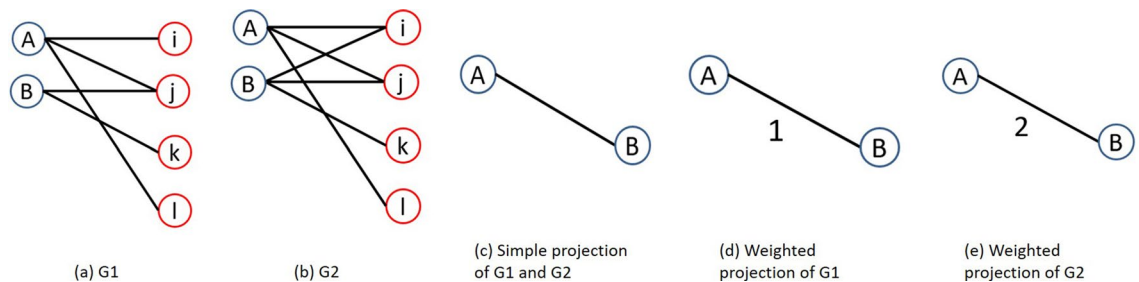 A
i
B
j
k
l
(a) G1
A
i
B
j
k
l
(b) G2
A
B
(c) Simple projection
of G1 and G2
A
1
B
(d) Weighted
projection of G1
A
2
B
(e) Weighted
projection of G2